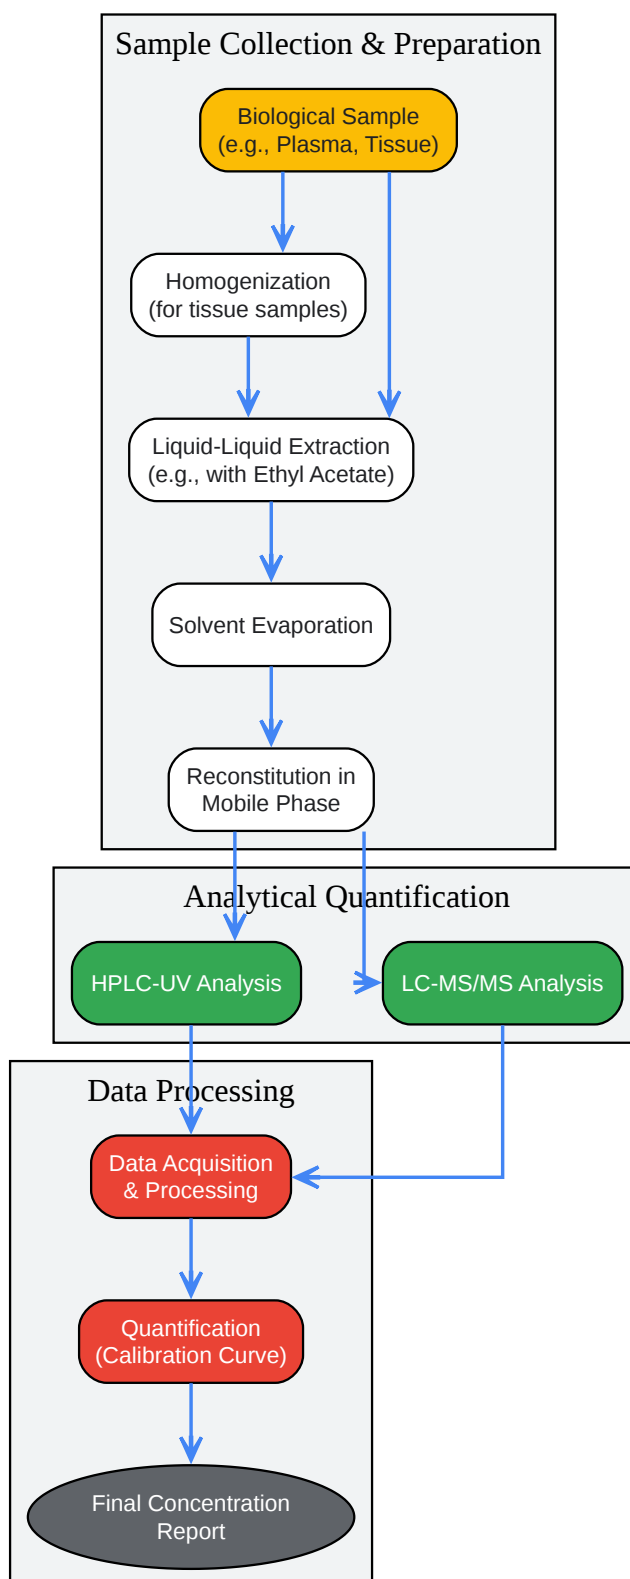 Sample Collection & Preparation
Biological Sample
(e.g., Plasma, Tissue)
Homogenization
(for tissue samples)
Liquid-Liquid Extraction
(e.g., with Ethyl Acetate)
Solvent Evaporation
Reconstitution in
Mobile Phase
Analytical Quantification
HPLC-UV Analysis
LC-MS/MS Analysis
Data Processing
Data Acquisition
& Processing
Quantification
(Calibration Curve)
Final Concentration
Report